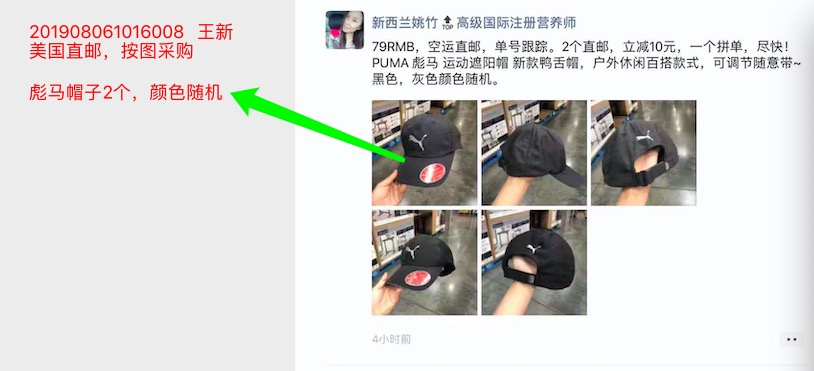 201908061016008 王新
美国直邮，按图采购
彪马帽子2个，颜色随机
新西兰姚竹🔝高级国际注册营养师
79RMB，空运直邮，单号跟踪。2个直邮，立减10元，一个拼单，尽快！
PUMA 彪马 运动遮阳帽 新款鸭舌帽，户外休闲百搭款式，可调节随意带~
黑色，灰色颜色随机。
4小时前